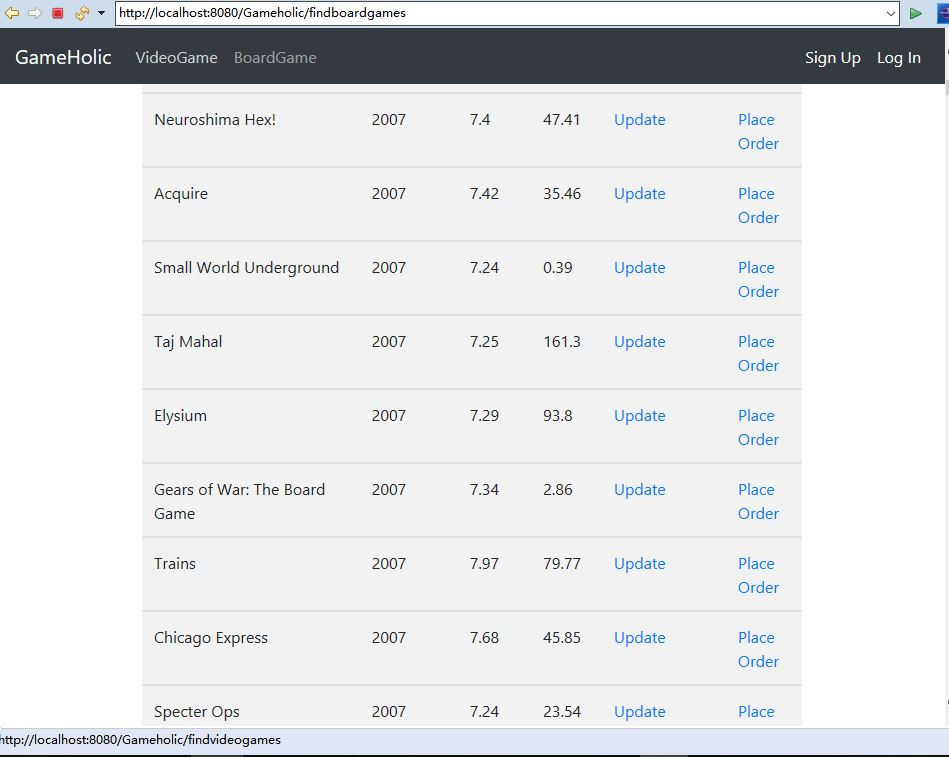 http://localhost:8080/Gameholic/findboardgames
GameHolic VideoGame BoardGame Sign Up Log In
Neuroshima Hex! 2007 7.4 47.41 Update Place
Order
Acquire 2007 7.42 35.46 Update Place
Order
Small World Underground 2007 7.24 0.39 Update Place
Order
Taj Mahal 2007 7.25 161.3 Update Place
Order
Elysium 2007 7.29 93.8 Update Place
Order
Gears of War: The Board 2007 7.34 2.86 Update Place
Game Order
Trains 2007 7.97 79.77 Update Place
Order
Chicago Express 2007 7.68 45.85 Update Place
Order
Specter Ops 2007 7.24 23.54 Update Place
http://localhost:8080/Gameholic/findvideogames